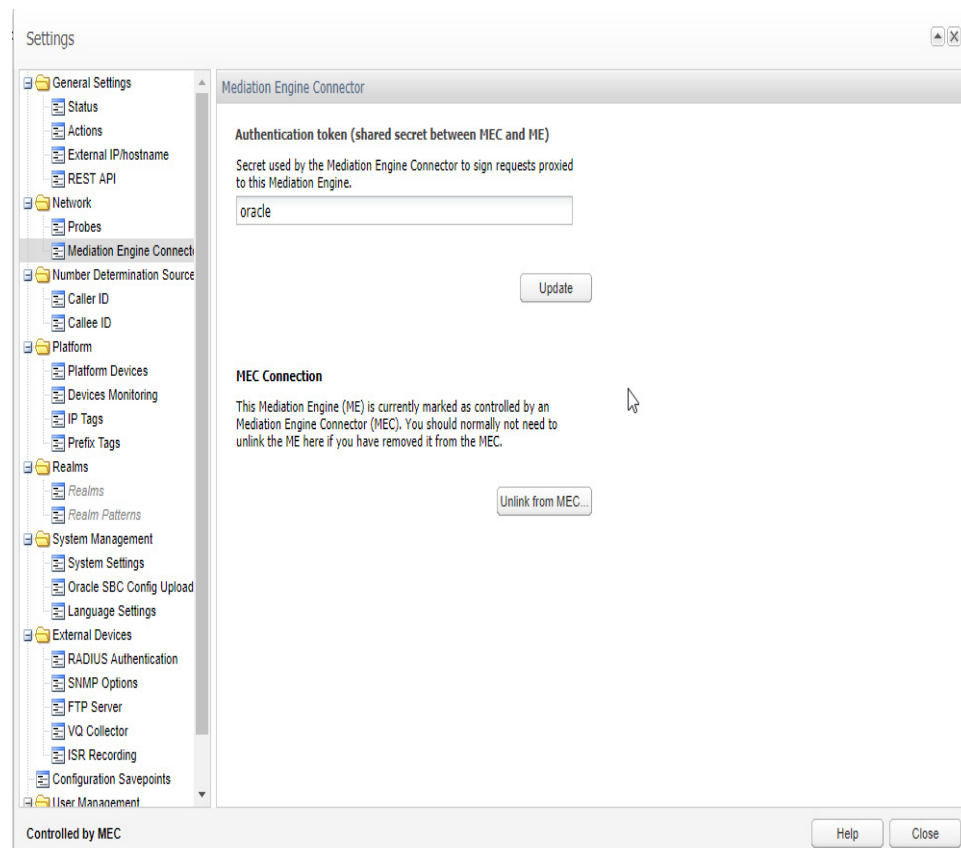 Settings
General Settings
Status
Actions
External IP/hostname
REST API
Network
Probes
Mediation Engine Connect
Number Determination Source
Caller ID
Callee ID
Platform
Platform Devices
Devices Monitoring
IP Tags
Prefix Tags
Realms
Realms
Realm Patterns
System Management
System Settings
Oracle SBC Config Upload
Language Settings
External Devices
RADIUS Authentication
SNMP Options
FTP Server
VQ Collector
ISR Recording
Configuration Savepoints
User Management
Mediation Engine Connector
Authentication token (shared secret between MEC and ME)
Secret used by the Mediation Engine Connector to sign requests proxied
to this Mediation Engine.
oracle
Update
MEC Connection
This Mediation Engine (ME) is currently marked as controlled by an
Mediation Engine Connector (MEC). You should normally not need to
unlink the ME here if you have removed it from the MEC.
Unlink from MEC...
Controlled by MEC
Help
Close